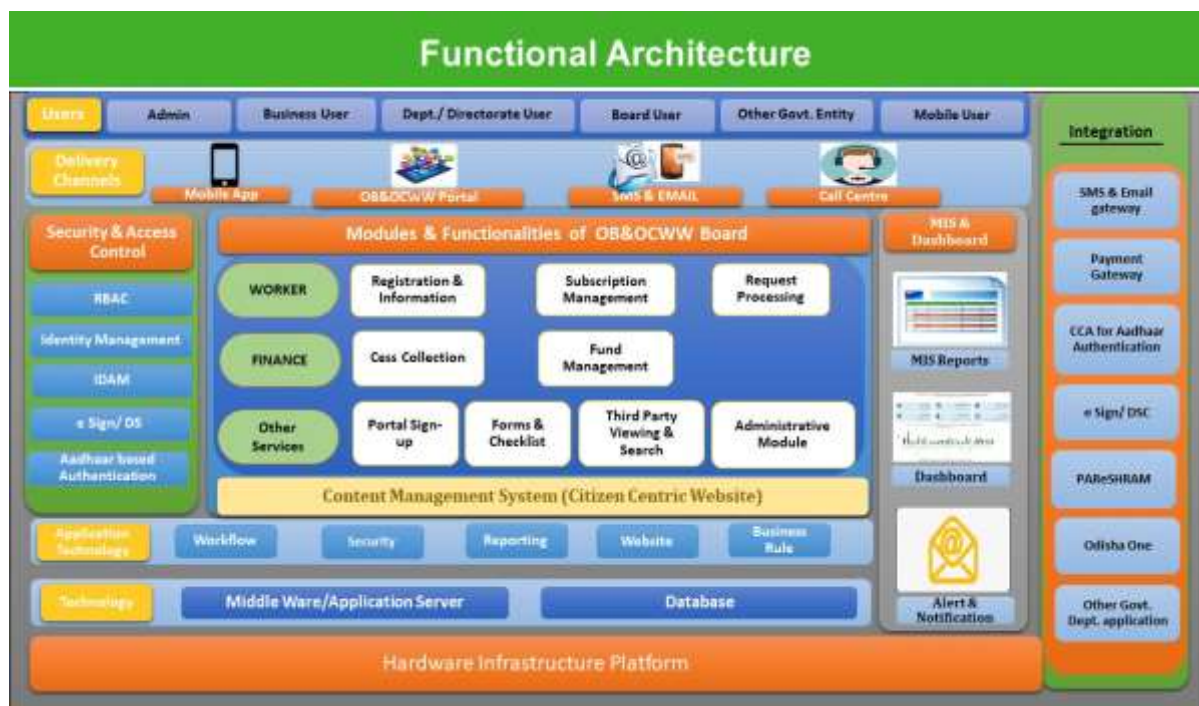 Functional Architecture
Users
Admin
Business User
Dept./ Directorate User
Board User
Other Govt. Entity
Mobile User
Delivery
Channels
Mobile App
OB&OCWW Portal
SMS & EMAIL
Call Centre
Security & Access
Control
RBAC
Identity Management
IDAM
e Sign/ DS
Aadhaar based
Authentication
Modules & Functionalities of OB&OCWW Board
WORKER
Registration &
Information
Subscription
Management
Request
Processing
FINANCE
Cess Collection
Fund
Management
Other
Services
Portal Sign-
up
Forms &
Checklist
Third Party
Viewing &
Search
Administrative
Module
Content Management System (Citizen Centric Website)
MIS &
Dashboard
MIS Reports
Dashboard
Alert &
Notification
Application
Technology
Workflow
Security
Reporting
Website
Business
Rule
Technology
Middle Ware/Application Server
Database
Hardware Infrastructure Platform
Integration
SMS & Email
gateway
Payment
Gateway
CCA for Aadhaar
Authentication
e Sign/ DSC
PAReSHRAM
Odisha One
Other Govt.
Dept. application